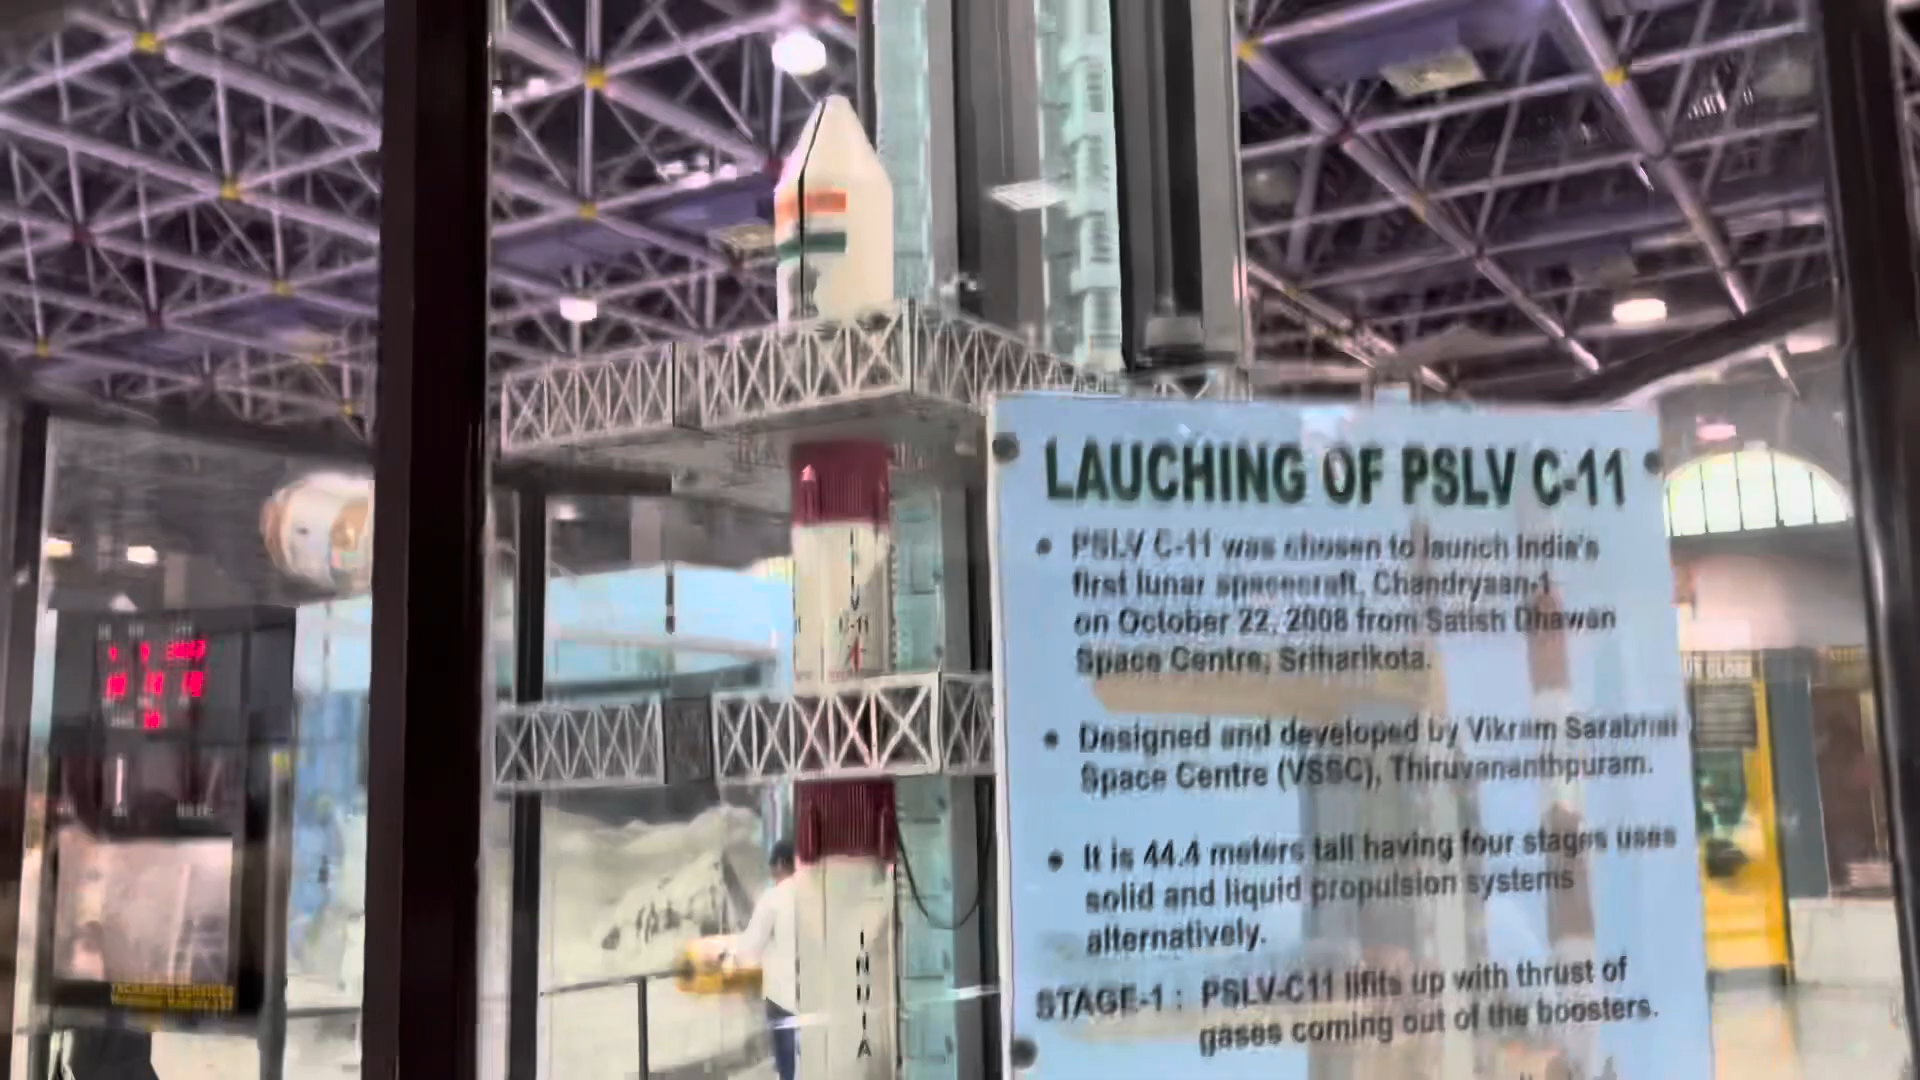 LAUCHING OF PSLV C-11
• PSLV C-11 was chosen to launch India's
first lunar spacecraft, Chandryaan-1
on October 22, 2008 from Satish Dhawan
Space Centre, Sriharikota.
• Designed and developed by Vikram Sarabhai
Space Centre (VSSC), Thiruvananthpuram.
• It is 44.4 meters tall having four stages uses
solid and liquid propulsion systems
alternatively.
STAGE-1 : PSLV-C11 lifits up with thrust of
gases coming out of the boosters.
C-11
INDIA